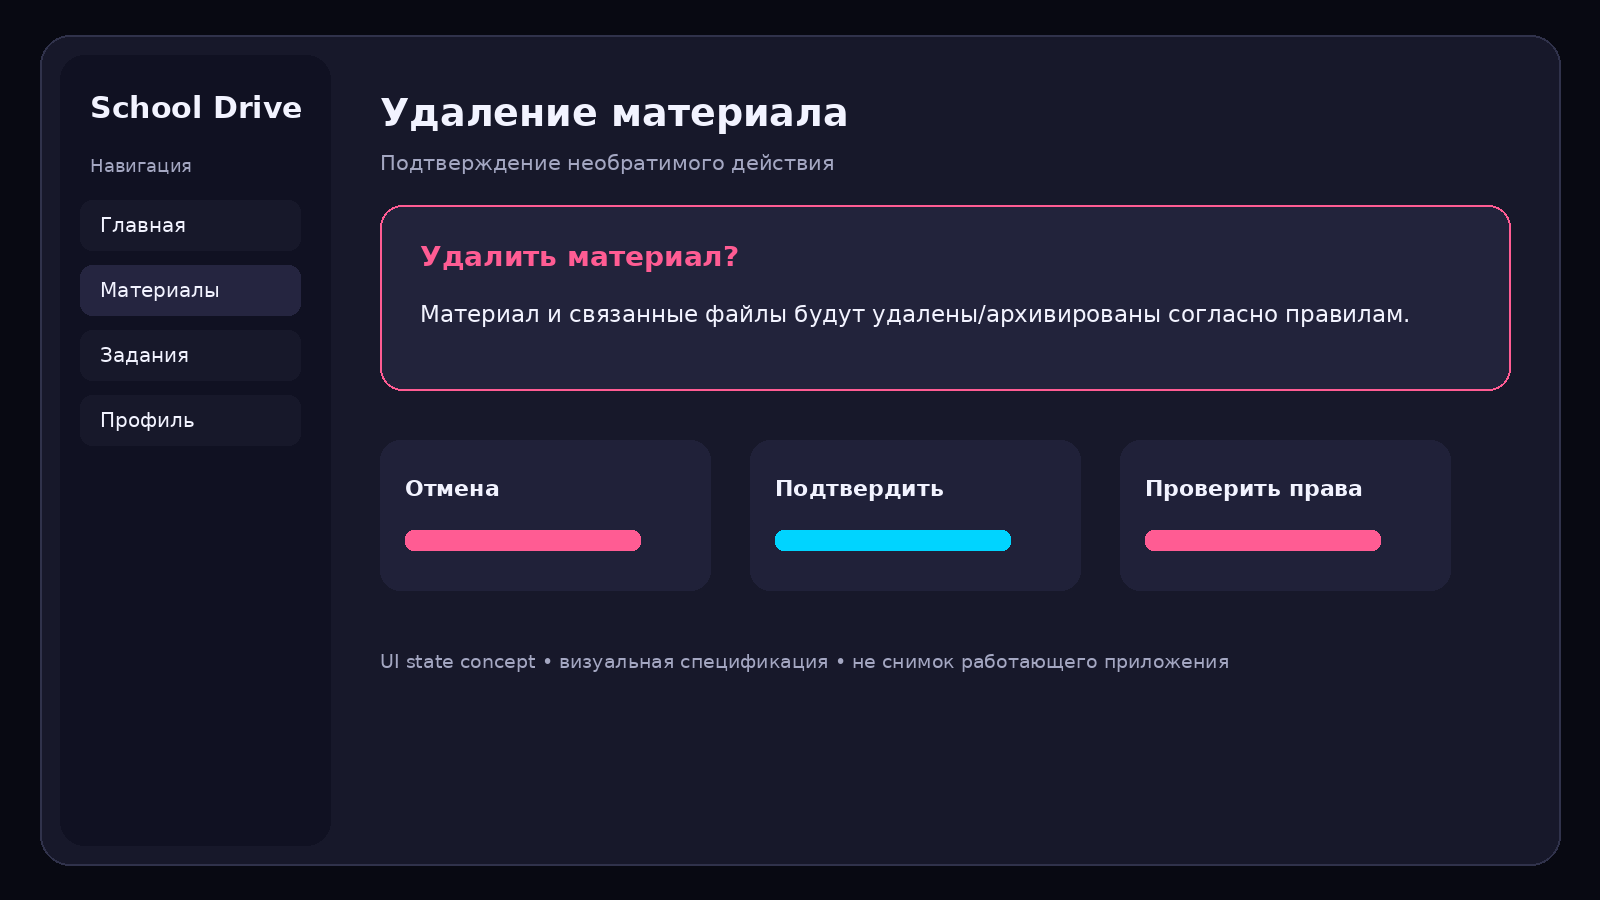 School Drive
Навигация
Главная
Материалы
Задания
Профиль
Удаление материала
Подтверждение необратимого действия
Удалить материал?
Материал и связанные файлы будут удалены/архивированы согласно правилам.
Отмена
Подтвердить
Проверить права
UI state concept • визуальная спецификация • не снимок работающего приложения